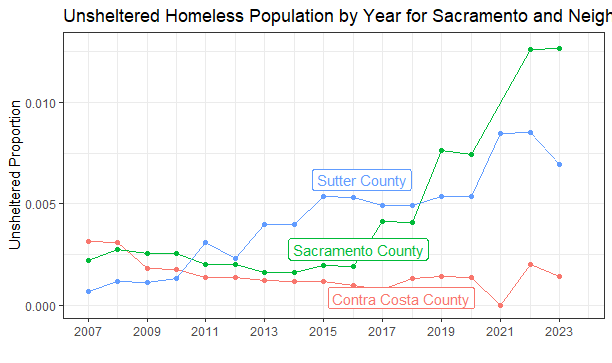 Unsheltered Homeless Population by Year for Sacramento and Neigh
Unsheltered Proportion
0.010
0.005
0.000
Sutter County
Sacramento County
Contra Costa County
2007 2009 2011 2013 2015 2017 2019 2021 2023